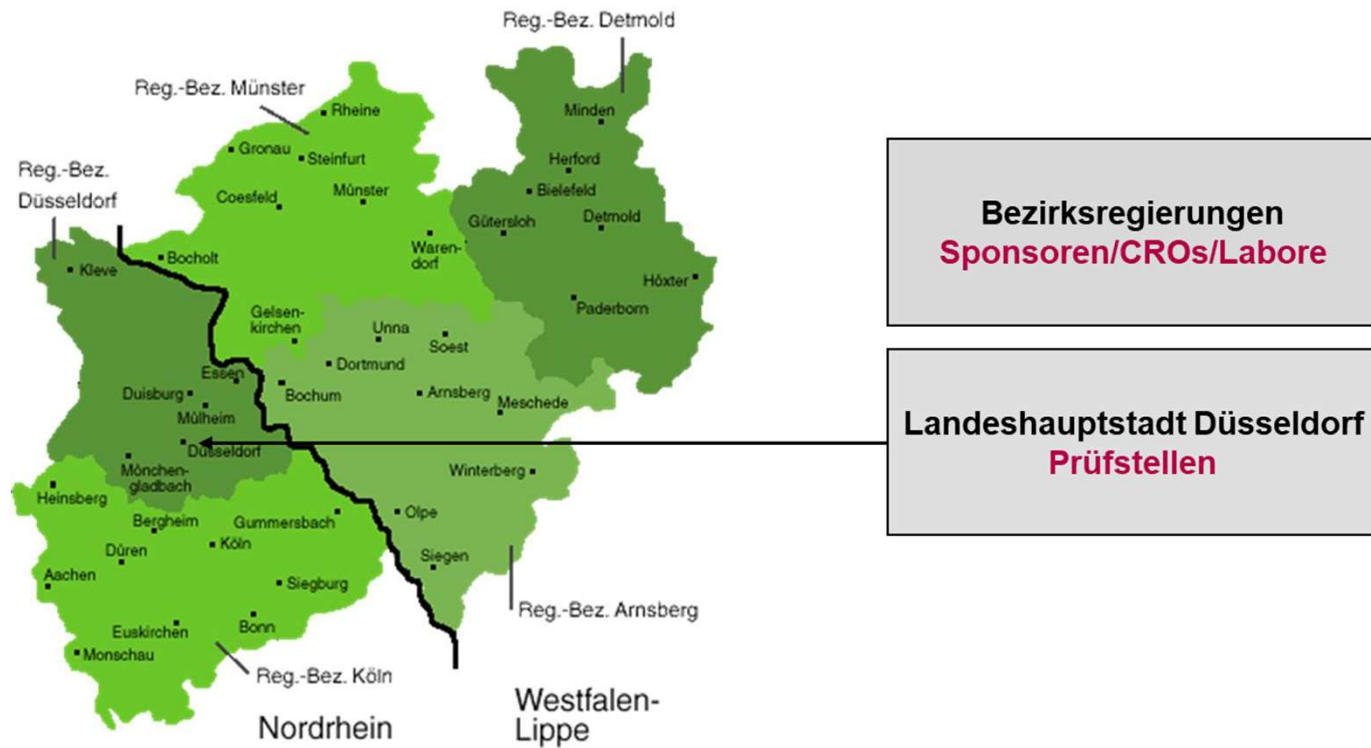 Reg.-Bez. Detmold
Reg.-Bez. Münster
Rheine
Minden
Gronau
Steinfurt
Herford
Reg.-Bez.
Düsseldorf
Bielefeld
Coesfeld
Münster
Gütersloh
Detmold
Waren-
dorf
Bocholt
Kleve
Höxter
Paderborn
Gelsen-
kirchen
Unna
Soest
Dortmund
Essen
Bochum
Arnsberg
Duisburg
Mülheim
Meschede
Düsseldorf
Mönchen-
gladbach
Winterberg
Heinsberg
Bergheim
Gummersbach
Olpe
Köln
Düren
Siegen
Aachen
Siegburg
Reg.-Bez. Arnsberg
Euskirchen
Bonn
Monschau
Reg.-Bez. Köln
Nordrhein
Westfalen-
Lippe
Bezirksregierungen
Sponsoren/CROs/Labore
Landeshauptstadt Düsseldorf
Prüfstellen